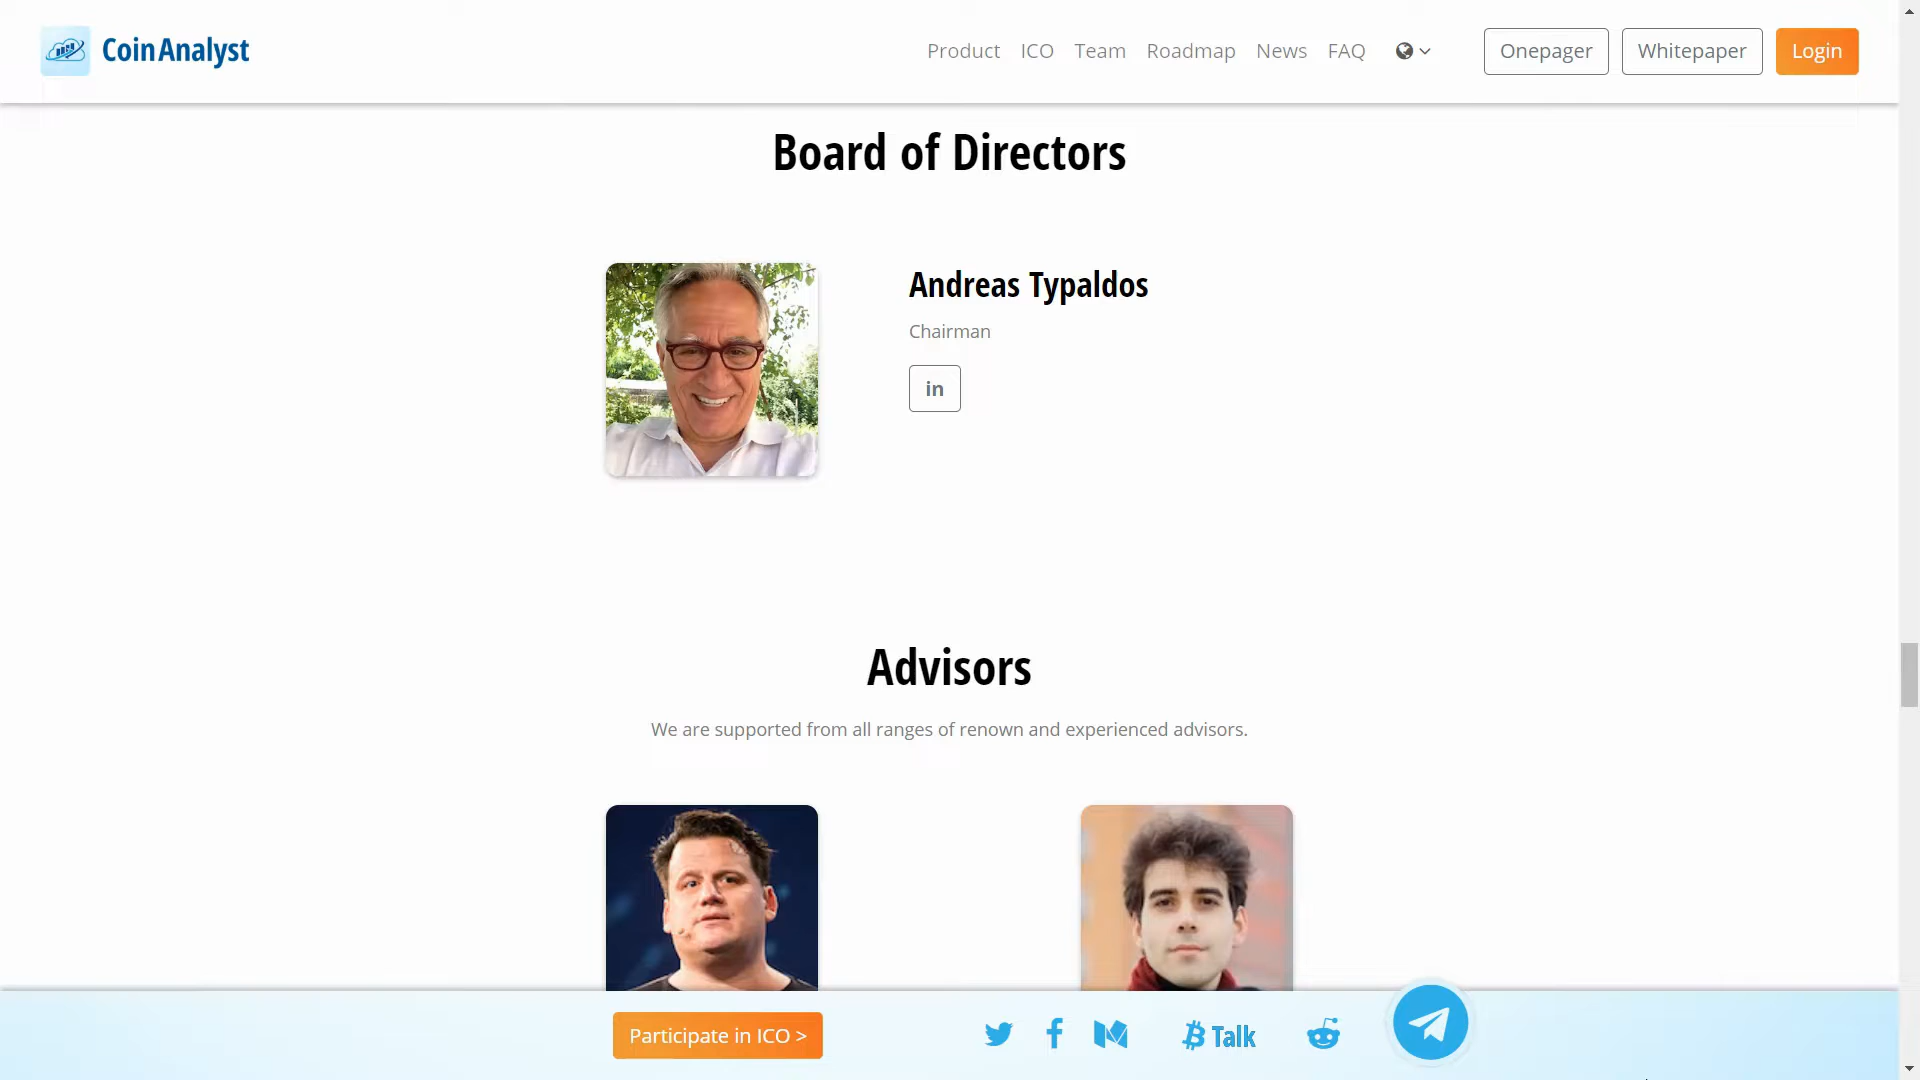 CoinAnalyst
Product ICO Team Roadmap News FAQ Onepager Whitepaper Login
Board of Directors
Andreas Typaldos
Chairman
in
Advisors
We are supported from all ranges of renown and experienced advisors.
Participate in ICO >
Talk